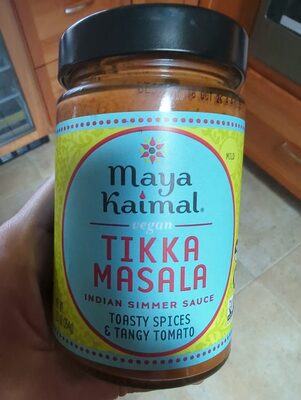 MILD
maya
kaimal®
vegan
TIKKA
MASALA
INDIAN SIMMER SAUCE
TOASTY SPICES
& TANGY TOMATO